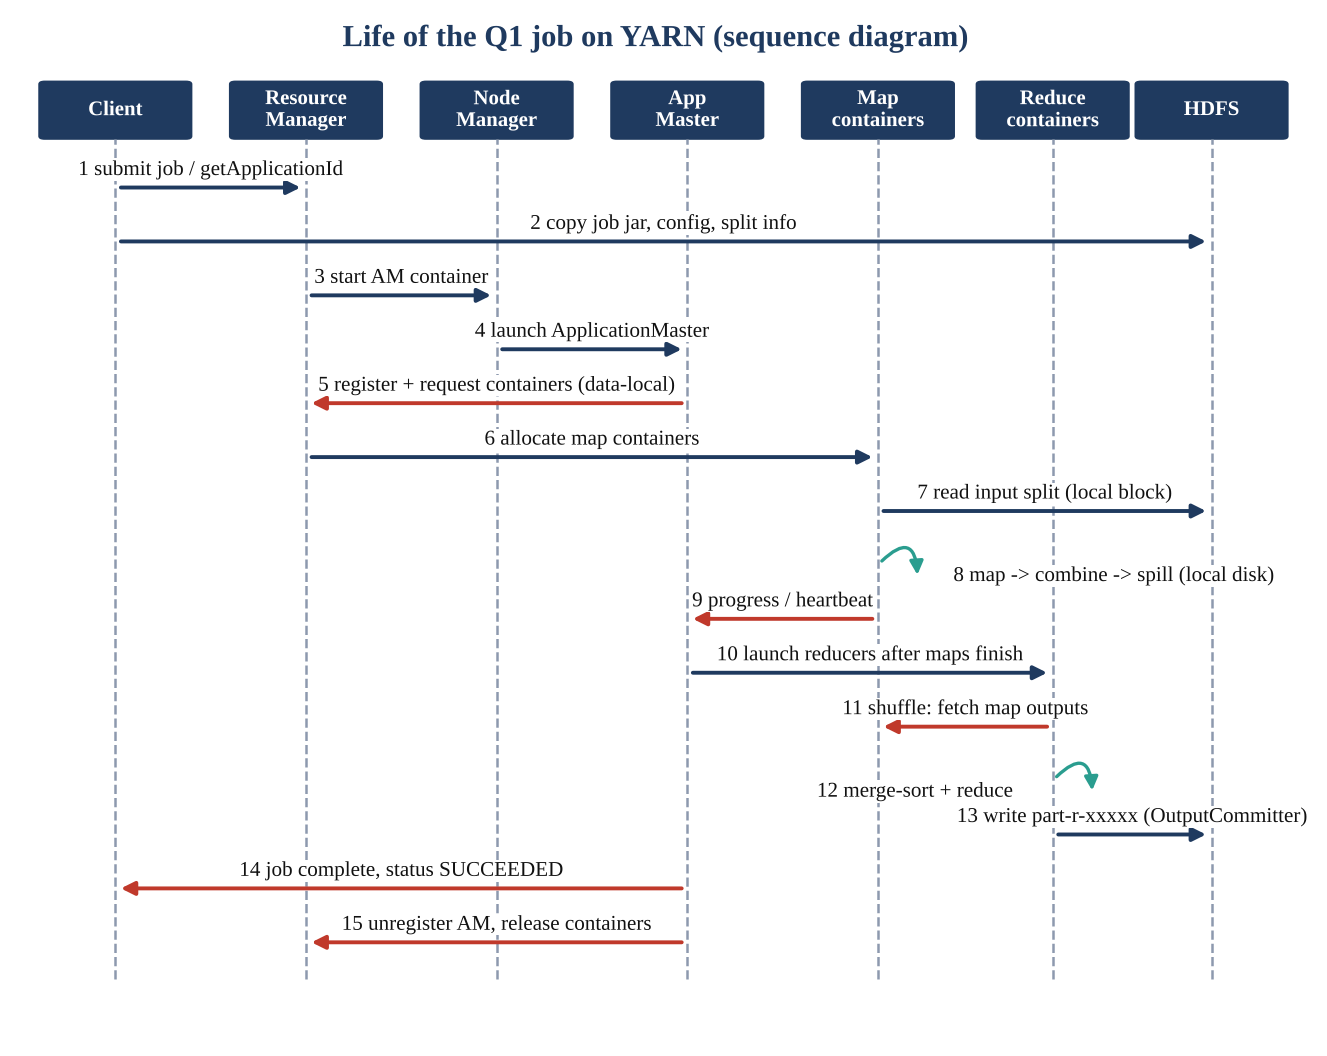 Life of the Q1 job on YARN (sequence diagram)
Client
Resource
Manager
Node
Manager
App
Master
Map
containers
Reduce
containers
HDFS
1 submit job / getApplicationId
2 copy job jar, config, split info
3 start AM container
4 launch ApplicationMaster
5 register + request containers (data-local)
6 allocate map containers
7 read input split (local block)
8 map -> combine -> spill (local disk)
9 progress / heartbeat
10 launch reducers after maps finish
11 shuffle: fetch map outputs
12 merge-sort + reduce
13 write part-r-xxxxx (OutputCommitter)
14 job complete, status SUCCEEDED
15 unregister AM, release containers